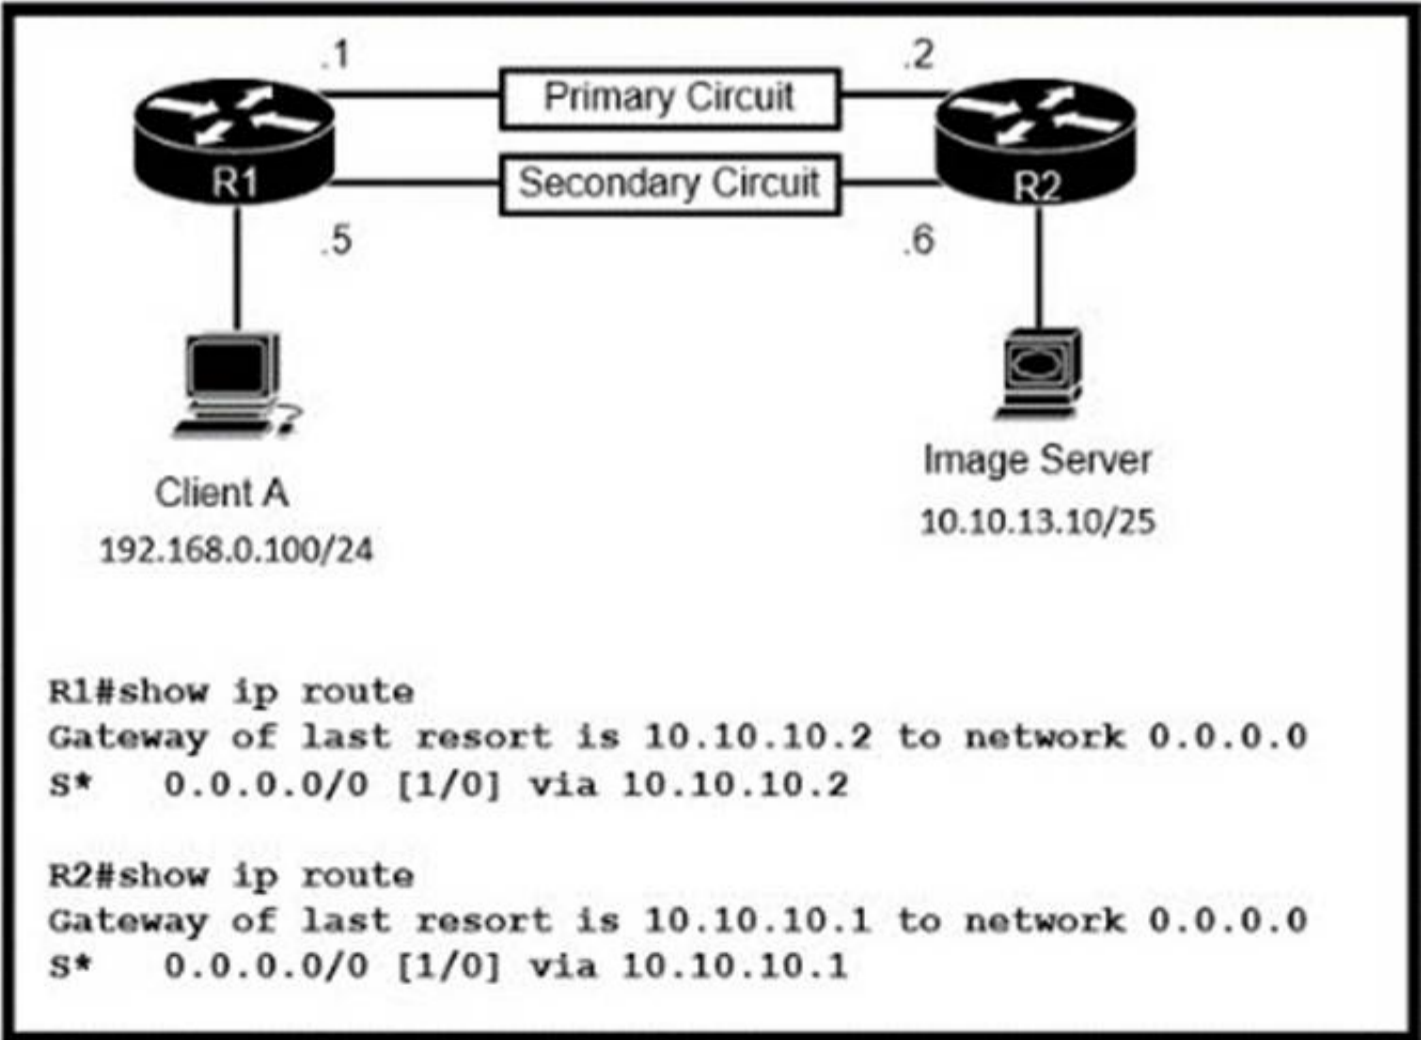 .1
.2
Primary Circuit
Secondary Circuit
R1
R2
.5
.6
Client A
192.168.0.100/24
Image Server
10.10.13.10/25
R1#show ip route
Gateway of last resort is 10.10.10.2 to network 0.0.0.0
S* 0.0.0.0/0 [1/0] via 10.10.10.2
R2#show ip route
Gateway of last resort is 10.10.10.1 to network 0.0.0.0
S* 0.0.0.0/0 [1/0] via 10.10.10.1